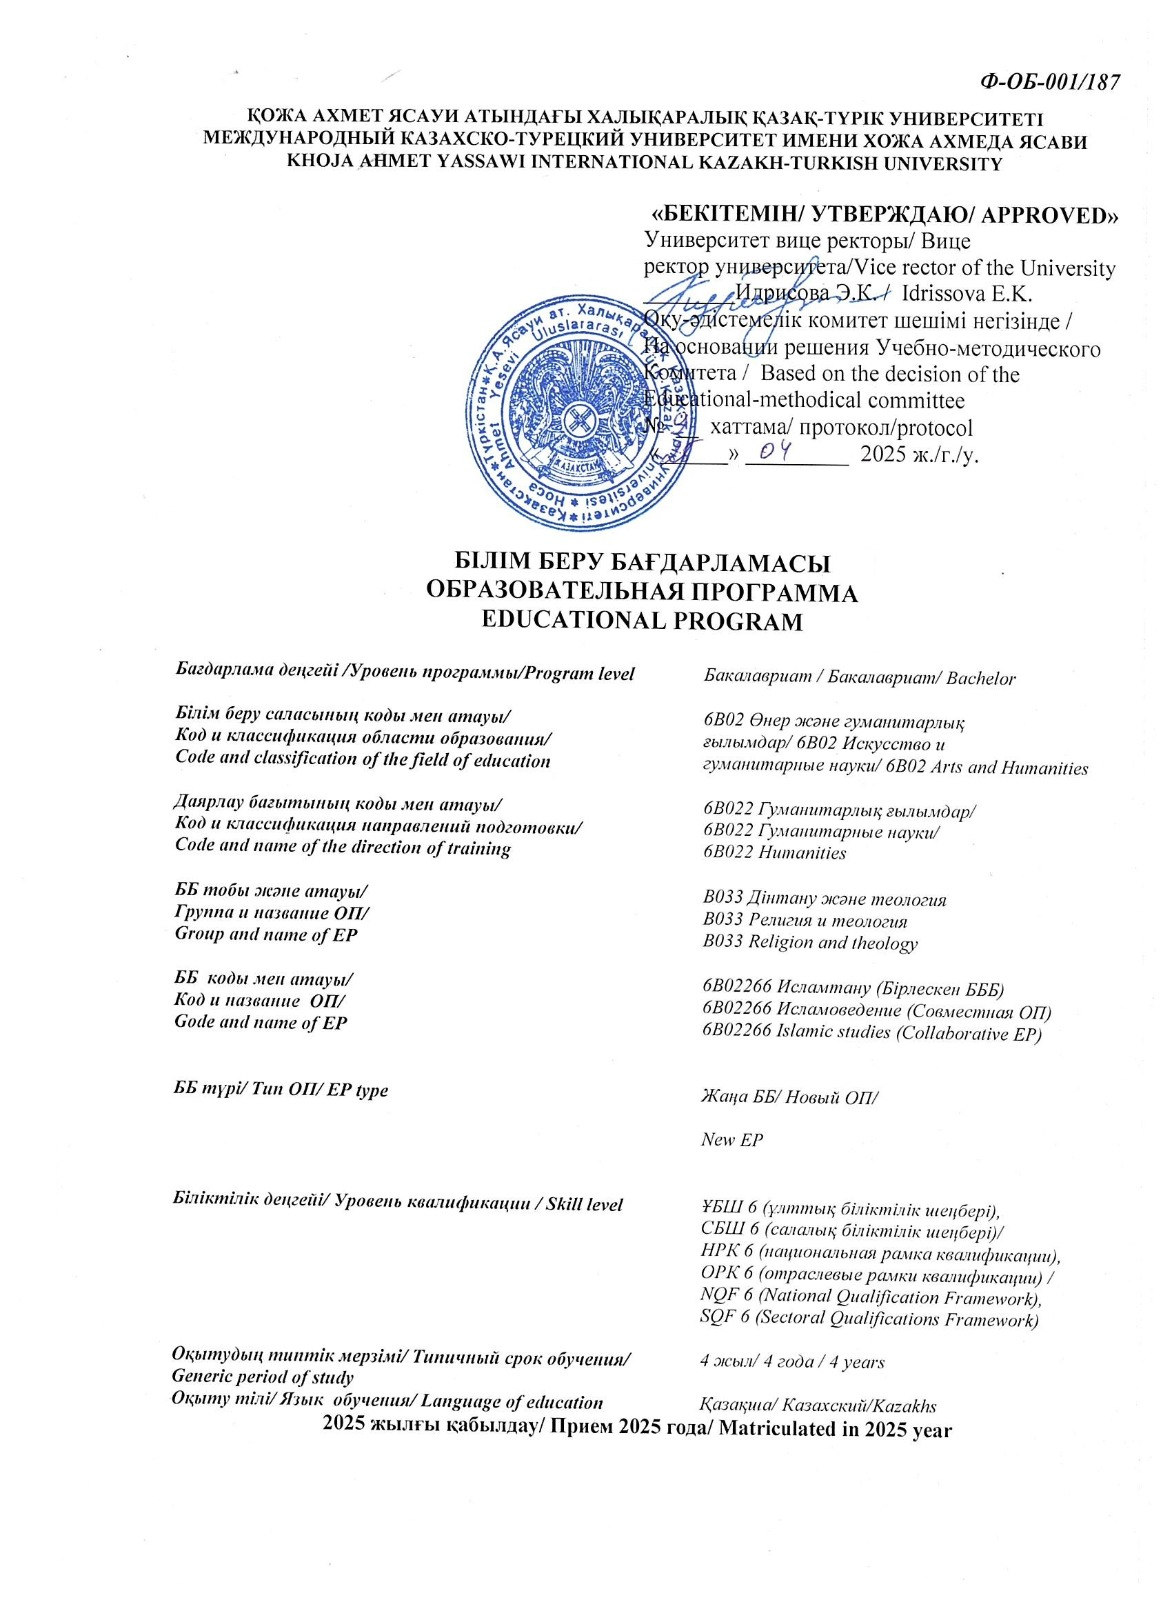 Ф-ОБ-001/187
ҚОЖА АХМЕТ ЯСАУИ АТЫНДАҒЫ ХАЛЫҚАРАЛЫҚ ҚАЗАҚ-ТҮРІК УНИВЕРСИТЕТІ
МЕЖДУНАРОДНЫЙ КАЗАХСКО-ТУРЕЦКИЙ УНИВЕРСИТЕТ ИМЕНИ ХОЖА АХМЕДА ЯСАВИ
KHOJA AHMET YASSAWI INTERNATIONAL KAZAKH-TURKISH UNIVERSITY
«БЕКІТЕМІН/ УТВЕРЖДАЮ/ APPROVED»
Университет вице ректоры/ Вице
ректор университета/Vice rector of the University
Идрисова Э.К. / Idrissova E.K.
Оқу-әдістемелік комитет шешімі негізінде /
На основании решения Учебно-методического
Комитета / Based on the decision of the
Educational-methodical committee
№ __ хаттама/ протокол/protocol
« » 04 2025 ж./г./у.
БІЛІМ БЕРУ БАҒДАРЛАМАСЫ
ОБРАЗОВАТЕЛЬНАЯ ПРОГРАММА
EDUCATIONAL PROGRAM
Бағдарлама деңгейі /Уровень программы/Program level
Бакалавриат / Бакалавриат/ Bachelor
Білім беру саласының коды мен атауы/
Код и классификация области образования/
Code and classification of the field of education
6B02 Өнер және гуманитарлық
ғылымдар/ 6B02 Искусство и
гуманитарные науки/ 6B02 Arts and Humanities
Даярлау бағытының коды мен атауы/
Код и классификация направлений подготовки/
Code and name of the direction of training
6B022 Гуманитарлық ғылымдар/
6B022 Гуманитарные науки/
6B022 Humanities
ББ тобы және атауы/
Группа и название ОП/
Group and name of EP
B033 Дінтану және теология
B033 Религия и теология
B033 Religion and theology
ББ коды мен атауы/
Код и название ОП/
Gode and name of EP
6B02266 Исламтану (Бірлескен БББ)
6B02266 Исламоведение (Совместная ОП)
6B02266 Islamic studies (Collaborative EP)
ББ түрі/ Тип ОП/ EP type
Жаңа ББ/ Новый ОП/
New EP
Біліктілік деңгейі/ Уровень квалификации / Skill level
ҰБШ 6 (ұлттық біліктілік шеңбері),
СБШ 6 (салалық біліктілік шеңбері)/
НРК 6 (национальная рамка квалификации),
ОРК 6 (отраслевые рамки квалификации) /
NQF 6 (National Qualification Framework),
SQF 6 (Sectoral Qualifications Framework)
Оқытудың типтік мерзімі/ Типичный срок обучения/
Generic period of study
4 жыл/ 4 года / 4 years
Оқыту тілі/ Язык обучения/ Language of education
Қазақша/ Казахский/Kazakhs
2025 жылғы қабылдау/ Прием 2025 года/ Matriculated in 2025 year